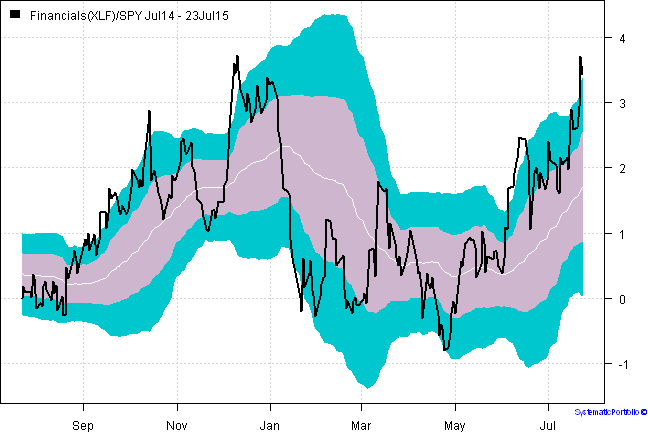 Financials(XLF)/SPY Jul14 - 23Jul15
4
3
2
1
0
-1
Sep Nov Jan Mar May Jul
SystematicPortfolio ©